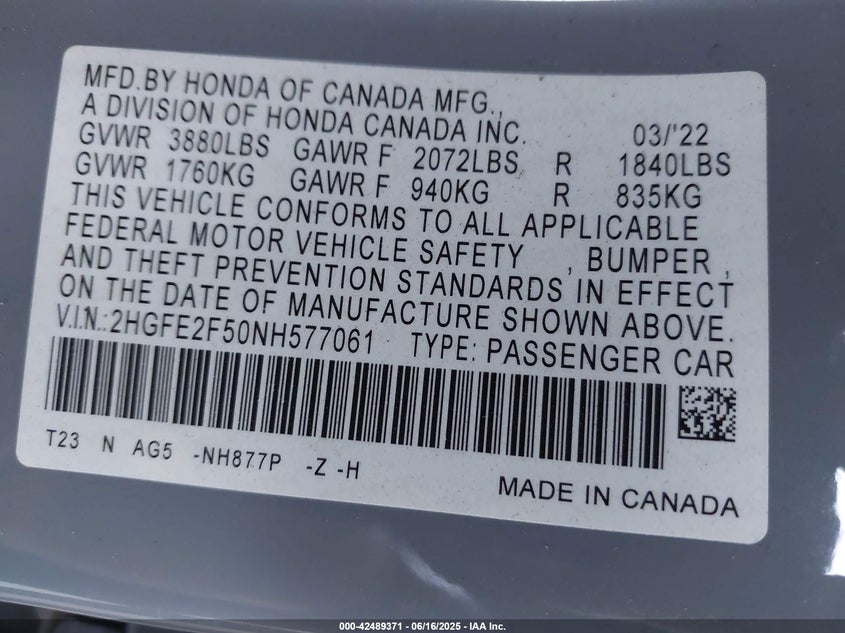 MFD.BY HONDA OF CANADA MFG.,
A DIVISION OF HONDA CANADA INC. 03/'22
GVWR 3880LBS GAWR F 2072LBS R 1840LBS
GVWR 1760KG GAWR F 940KG R 835KG
THIS VEHICLE CONFORMS TO ALL APPLICABLE
FEDERAL MOTOR VEHICLE SAFETY , BUMPER ,
AND THEFT PREVENTION STANDARDS IN EFFECT
ON THE DATE OF MANUFACTURE SHOWN ABOVE.
V.I.N.:2HGFE2F50NH577061 TYPE: PASSENGER CAR
T23 N AG5 -NH877P -Z -H
MADE IN CANADA
000-42489371 - 06/16/2025 - IAA Inc.